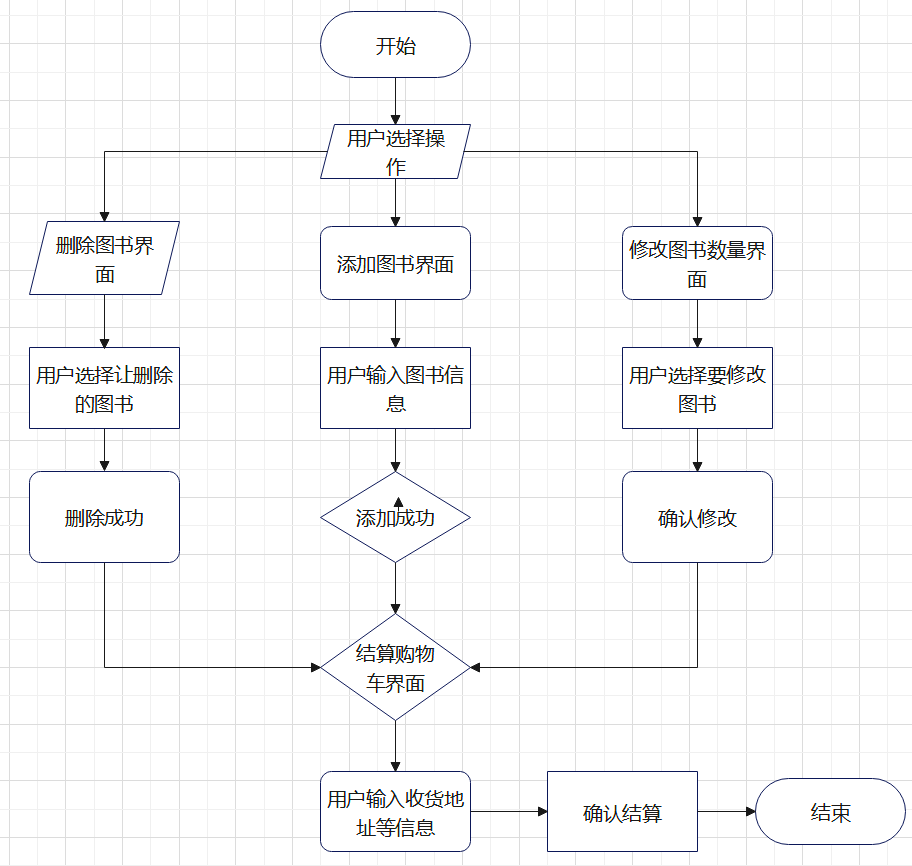 开始
用户选择操
作
删除图书界
面
添加图书界面
修改图书数量界
面
用户选择让删除
的图书
用户输入图书信
息
用户选择要修改
图书
删除成功
添加成功
确认修改
结算购物
车界面
用户输入收货地
址等信息
确认结算
结束